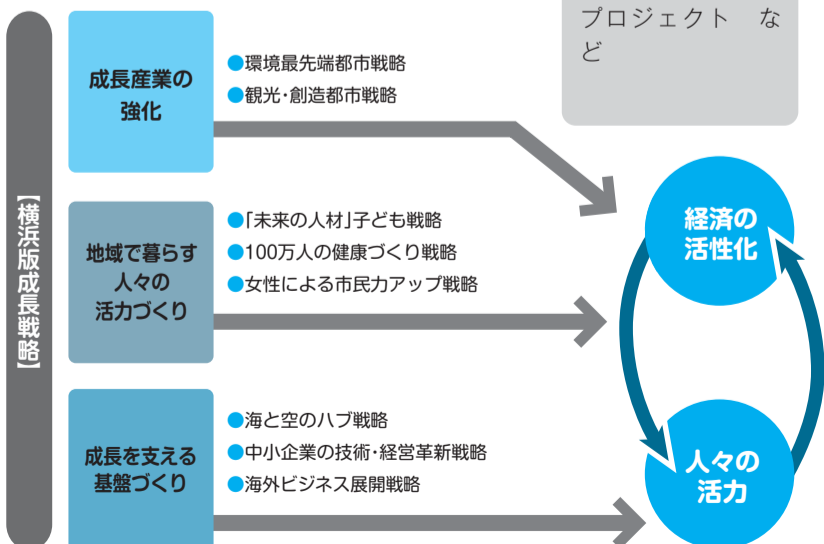 プロジェクト な
ど
【横浜版成長戦略】
成長産業の
強化
●環境最先端都市戦略
●観光・創造都市戦略
地域で暮らす
人々の
活力づくり
●「未来の人材」子ども戦略
●100万人の健康づくり戦略
●女性による市民力アップ戦略
成長を支える
基盤づくり
●海と空のハブ戦略
●中小企業の技術・経営革新戦略
●海外ビジネス展開戦略
経済の
活性化
人々の
活力